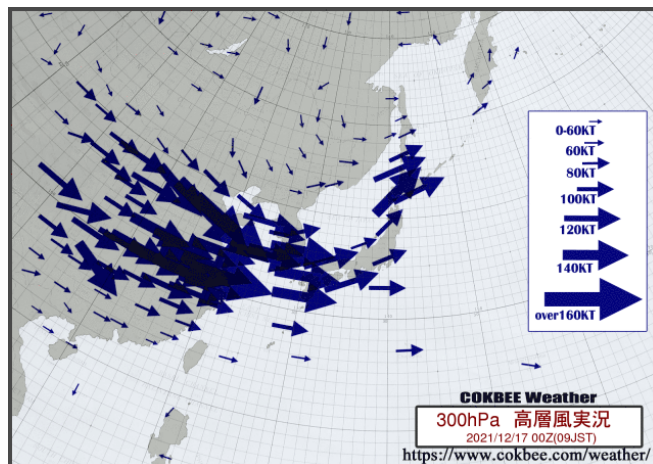 0-60KT
60KT
80KT
100KT
120KT
140KT
over160KT
COKBEE Weather
300hPa 高層風実況
2021/12/17 00Z(09JST)
https://www.cokbee.com/weather/